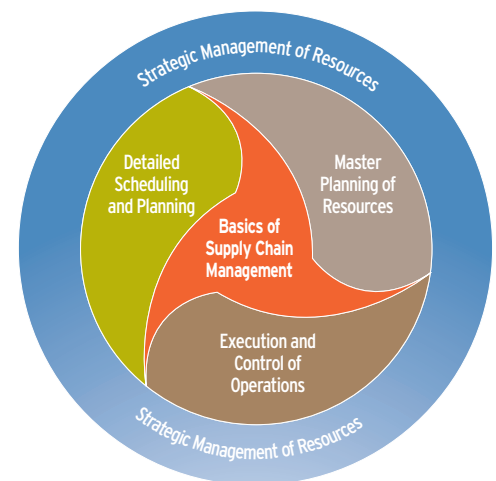 Strategic Management of Resources
Detailed
Scheduling
and Planning
Master
Planning of
Resources
Basics of
Supply Chain
Management
Execution and
Control of
Operations
Strategic Management of Resources